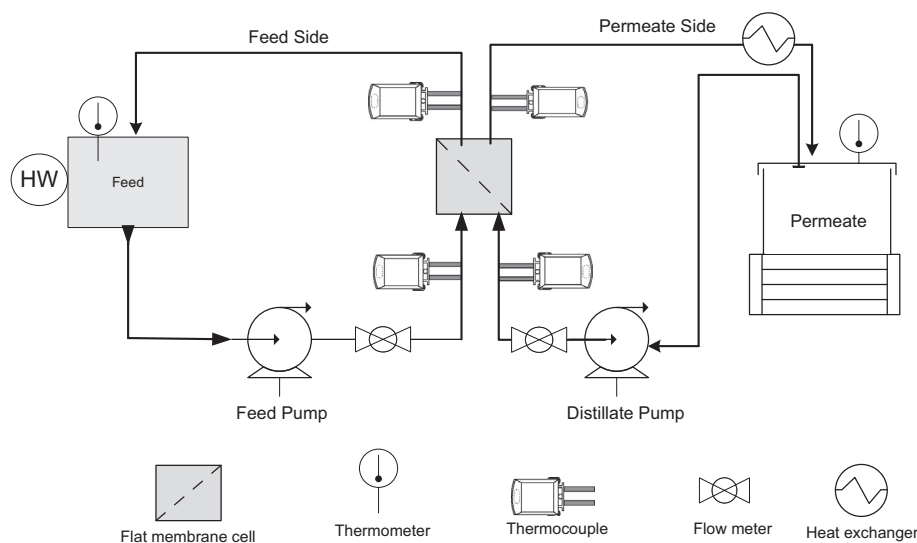 Feed Side
Permeate Side
HW
Feed
Permeate
Feed Pump
Distillate Pump
Flat membrane cell
Thermometer
Thermocouple
Flow meter
Heat exchanger